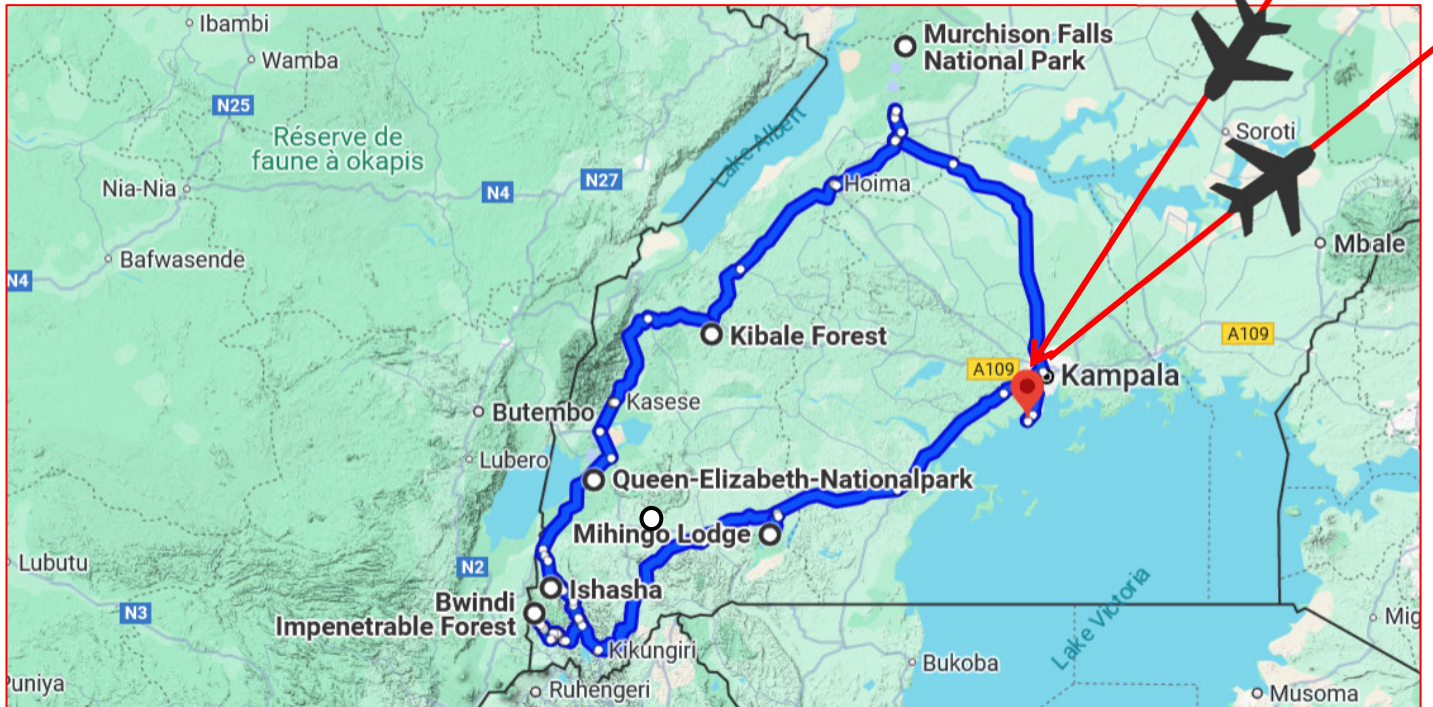 Ibambi
Murchison Falls
National Park
Wamba
N25
Soroti
Réserve de
faune à okapis
Lake Albert
Nia-Nia
N4
N27
Hoima
Mbale
Bafwasende
N4
Kibale Forest
A109
A109
Kampala
Butembo
Kasese
Lubero
Queen-Elizabeth-Nationalpark
Mihingo Lodge
Lubutu
N2
Ishasha
Bwindi
Impenetrable Forest
N3
Lake Victoria
Mig
Kikungiri
Bukoba
Puniya
Ruhengeri
Musoma